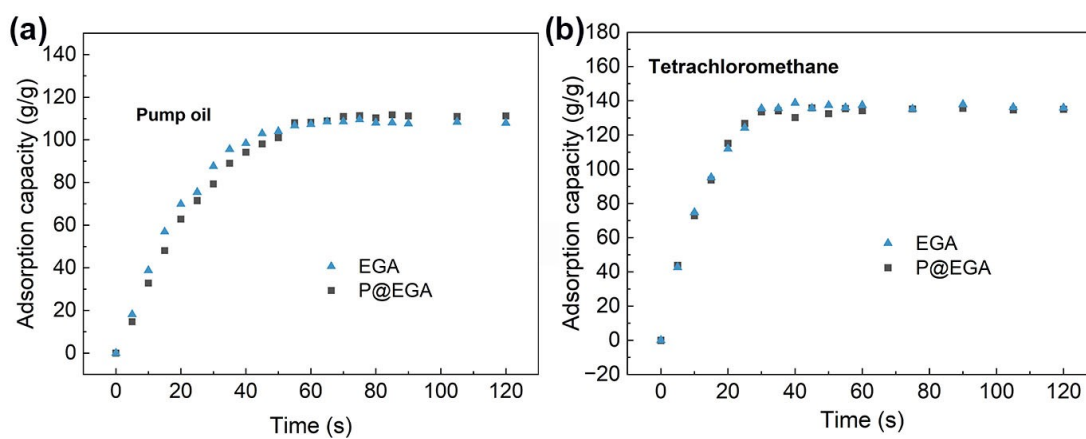 (a)
140
120
100
80
60
40
20
0
Adsorption capacity (g/g)
Pump oil
EGA
P@EGA
0 20 40 60 80 100 120
Time (s)
(b)
180
160
140
120
100
80
60
40
20
0
−20
Adsorption capacity (g/g)
Tetrachloromethane
EGA
P@EGA
0 20 40 60 80 100 120
Time (s)